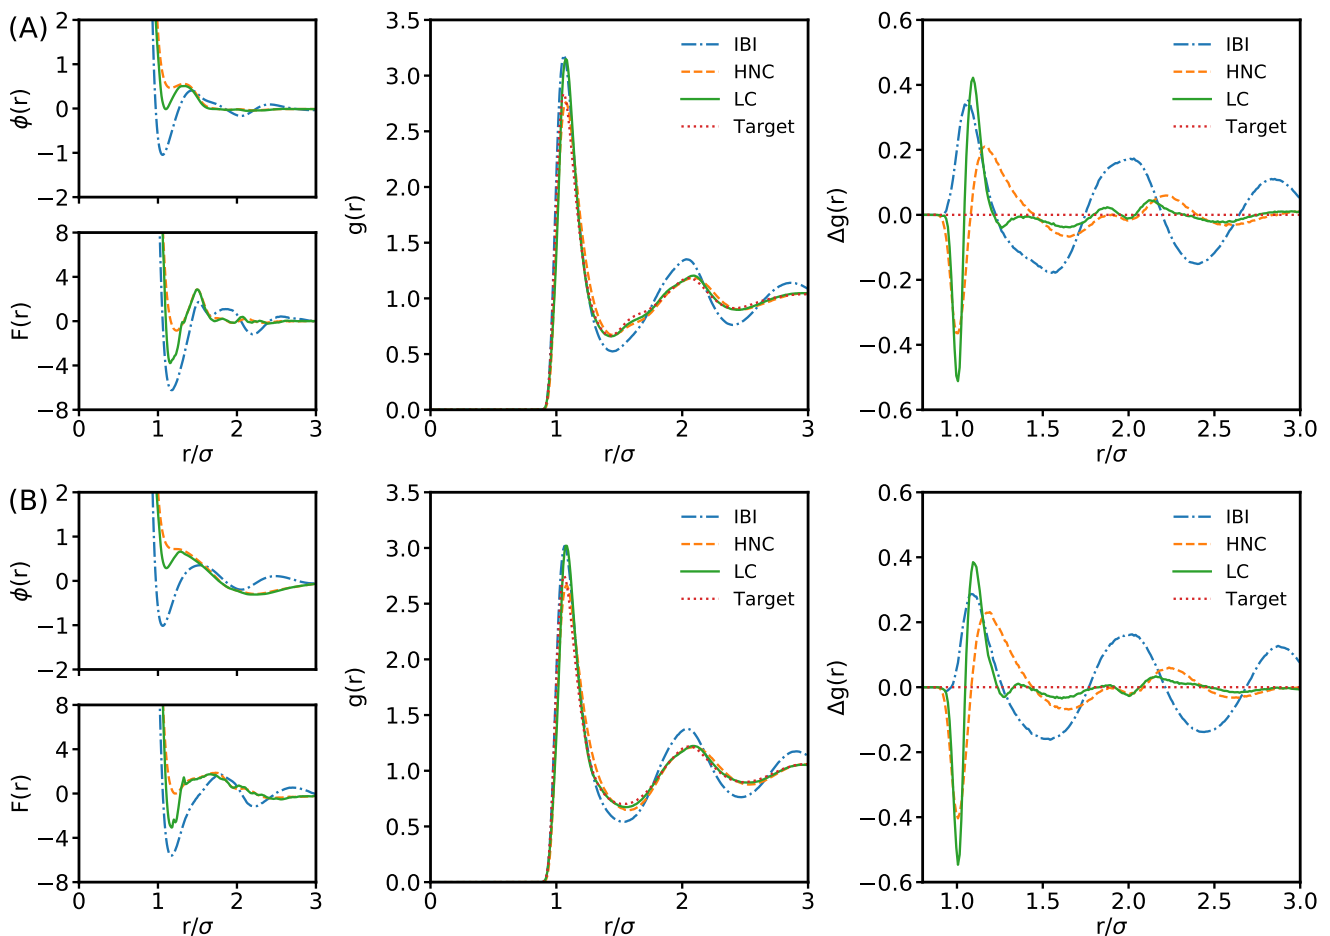 (A)
2
1
0
−1
−2
ϕ(r)
8
4
0
−4
−8
F(r)
0
1
2
3
r/σ
3.5
3.0
2.5
2.0
1.5
1.0
0.5
0.0
g(r)
IBI
HNC
LC
Target
0
1
2
3
r/σ
0.6
0.4
0.2
0.0
−0.2
−0.4
−0.6
Δg(r)
IBI
HNC
LC
Target
1.0
1.5
2.0
2.5
3.0
r/σ
(B)
2
1
0
−1
−2
ϕ(r)
8
4
0
−4
−8
F(r)
0
1
2
3
r/σ
3.5
3.0
2.5
2.0
1.5
1.0
0.5
0.0
g(r)
IBI
HNC
LC
Target
0
1
2
3
r/σ
0.6
0.4
0.2
0.0
−0.2
−0.4
−0.6
Δg(r)
IBI
HNC
LC
Target
1.0
1.5
2.0
2.5
3.0
r/σ